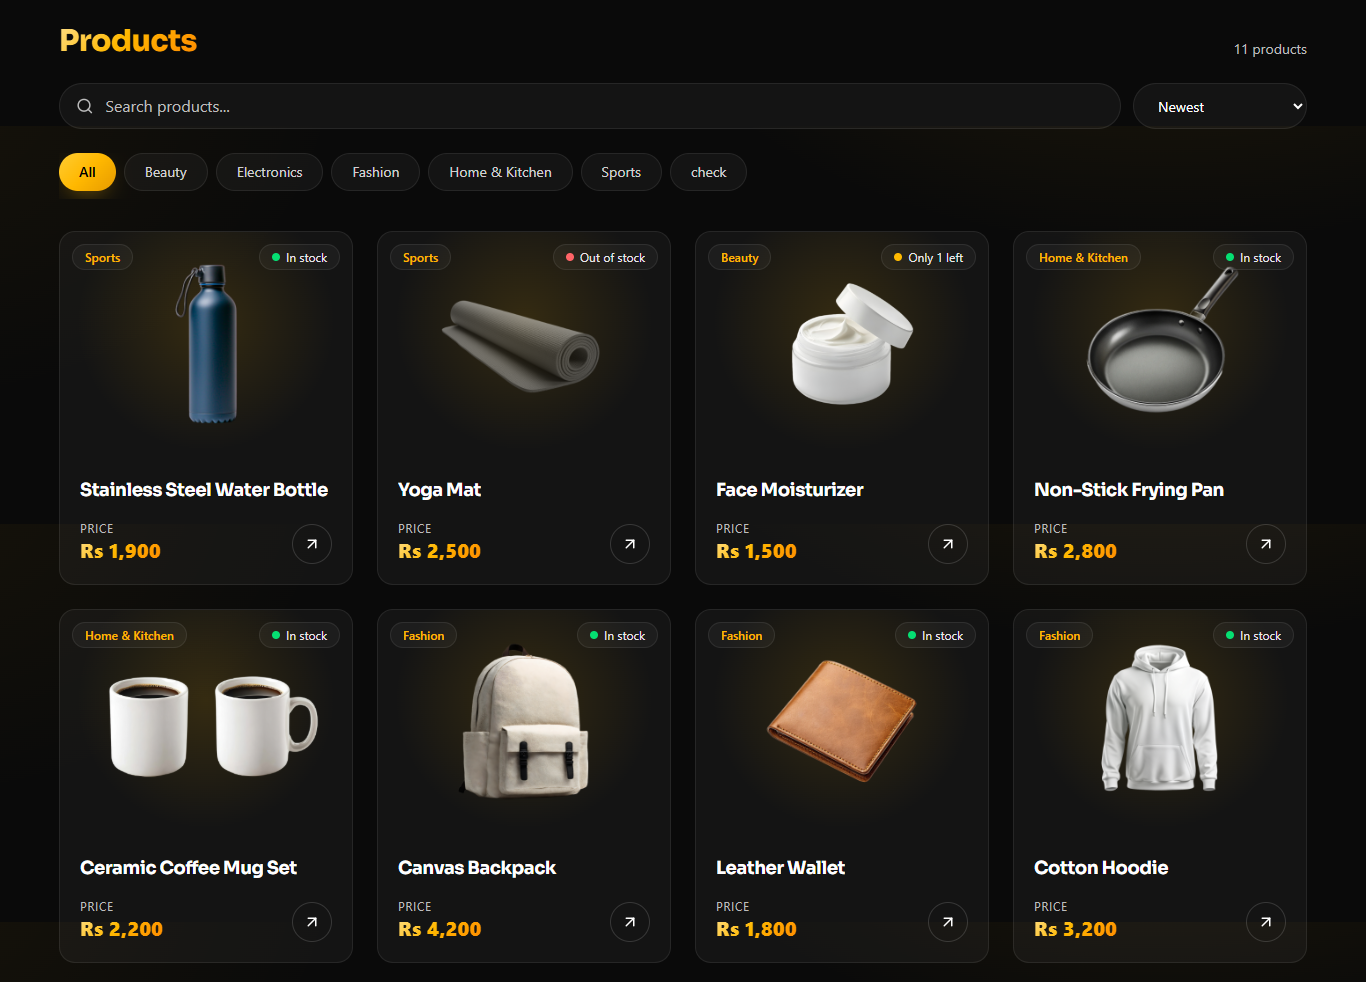 Products
11 products
Search products...
Newest
All
Beauty
Electronics
Fashion
Home & Kitchen
Sports
check
Sports
In stock
Stainless Steel Water Bottle
PRICE
Rs 1,900
Sports
Out of stock
Yoga Mat
PRICE
Rs 2,500
Beauty
Only 1 left
Face Moisturizer
PRICE
Rs 1,500
Home & Kitchen
In stock
Non-Stick Frying Pan
PRICE
Rs 2,800
Home & Kitchen
In stock
Ceramic Coffee Mug Set
PRICE
Rs 2,200
Fashion
In stock
Canvas Backpack
PRICE
Rs 4,200
Fashion
In stock
Leather Wallet
PRICE
Rs 1,800
Fashion
In stock
Cotton Hoodie
PRICE
Rs 3,200